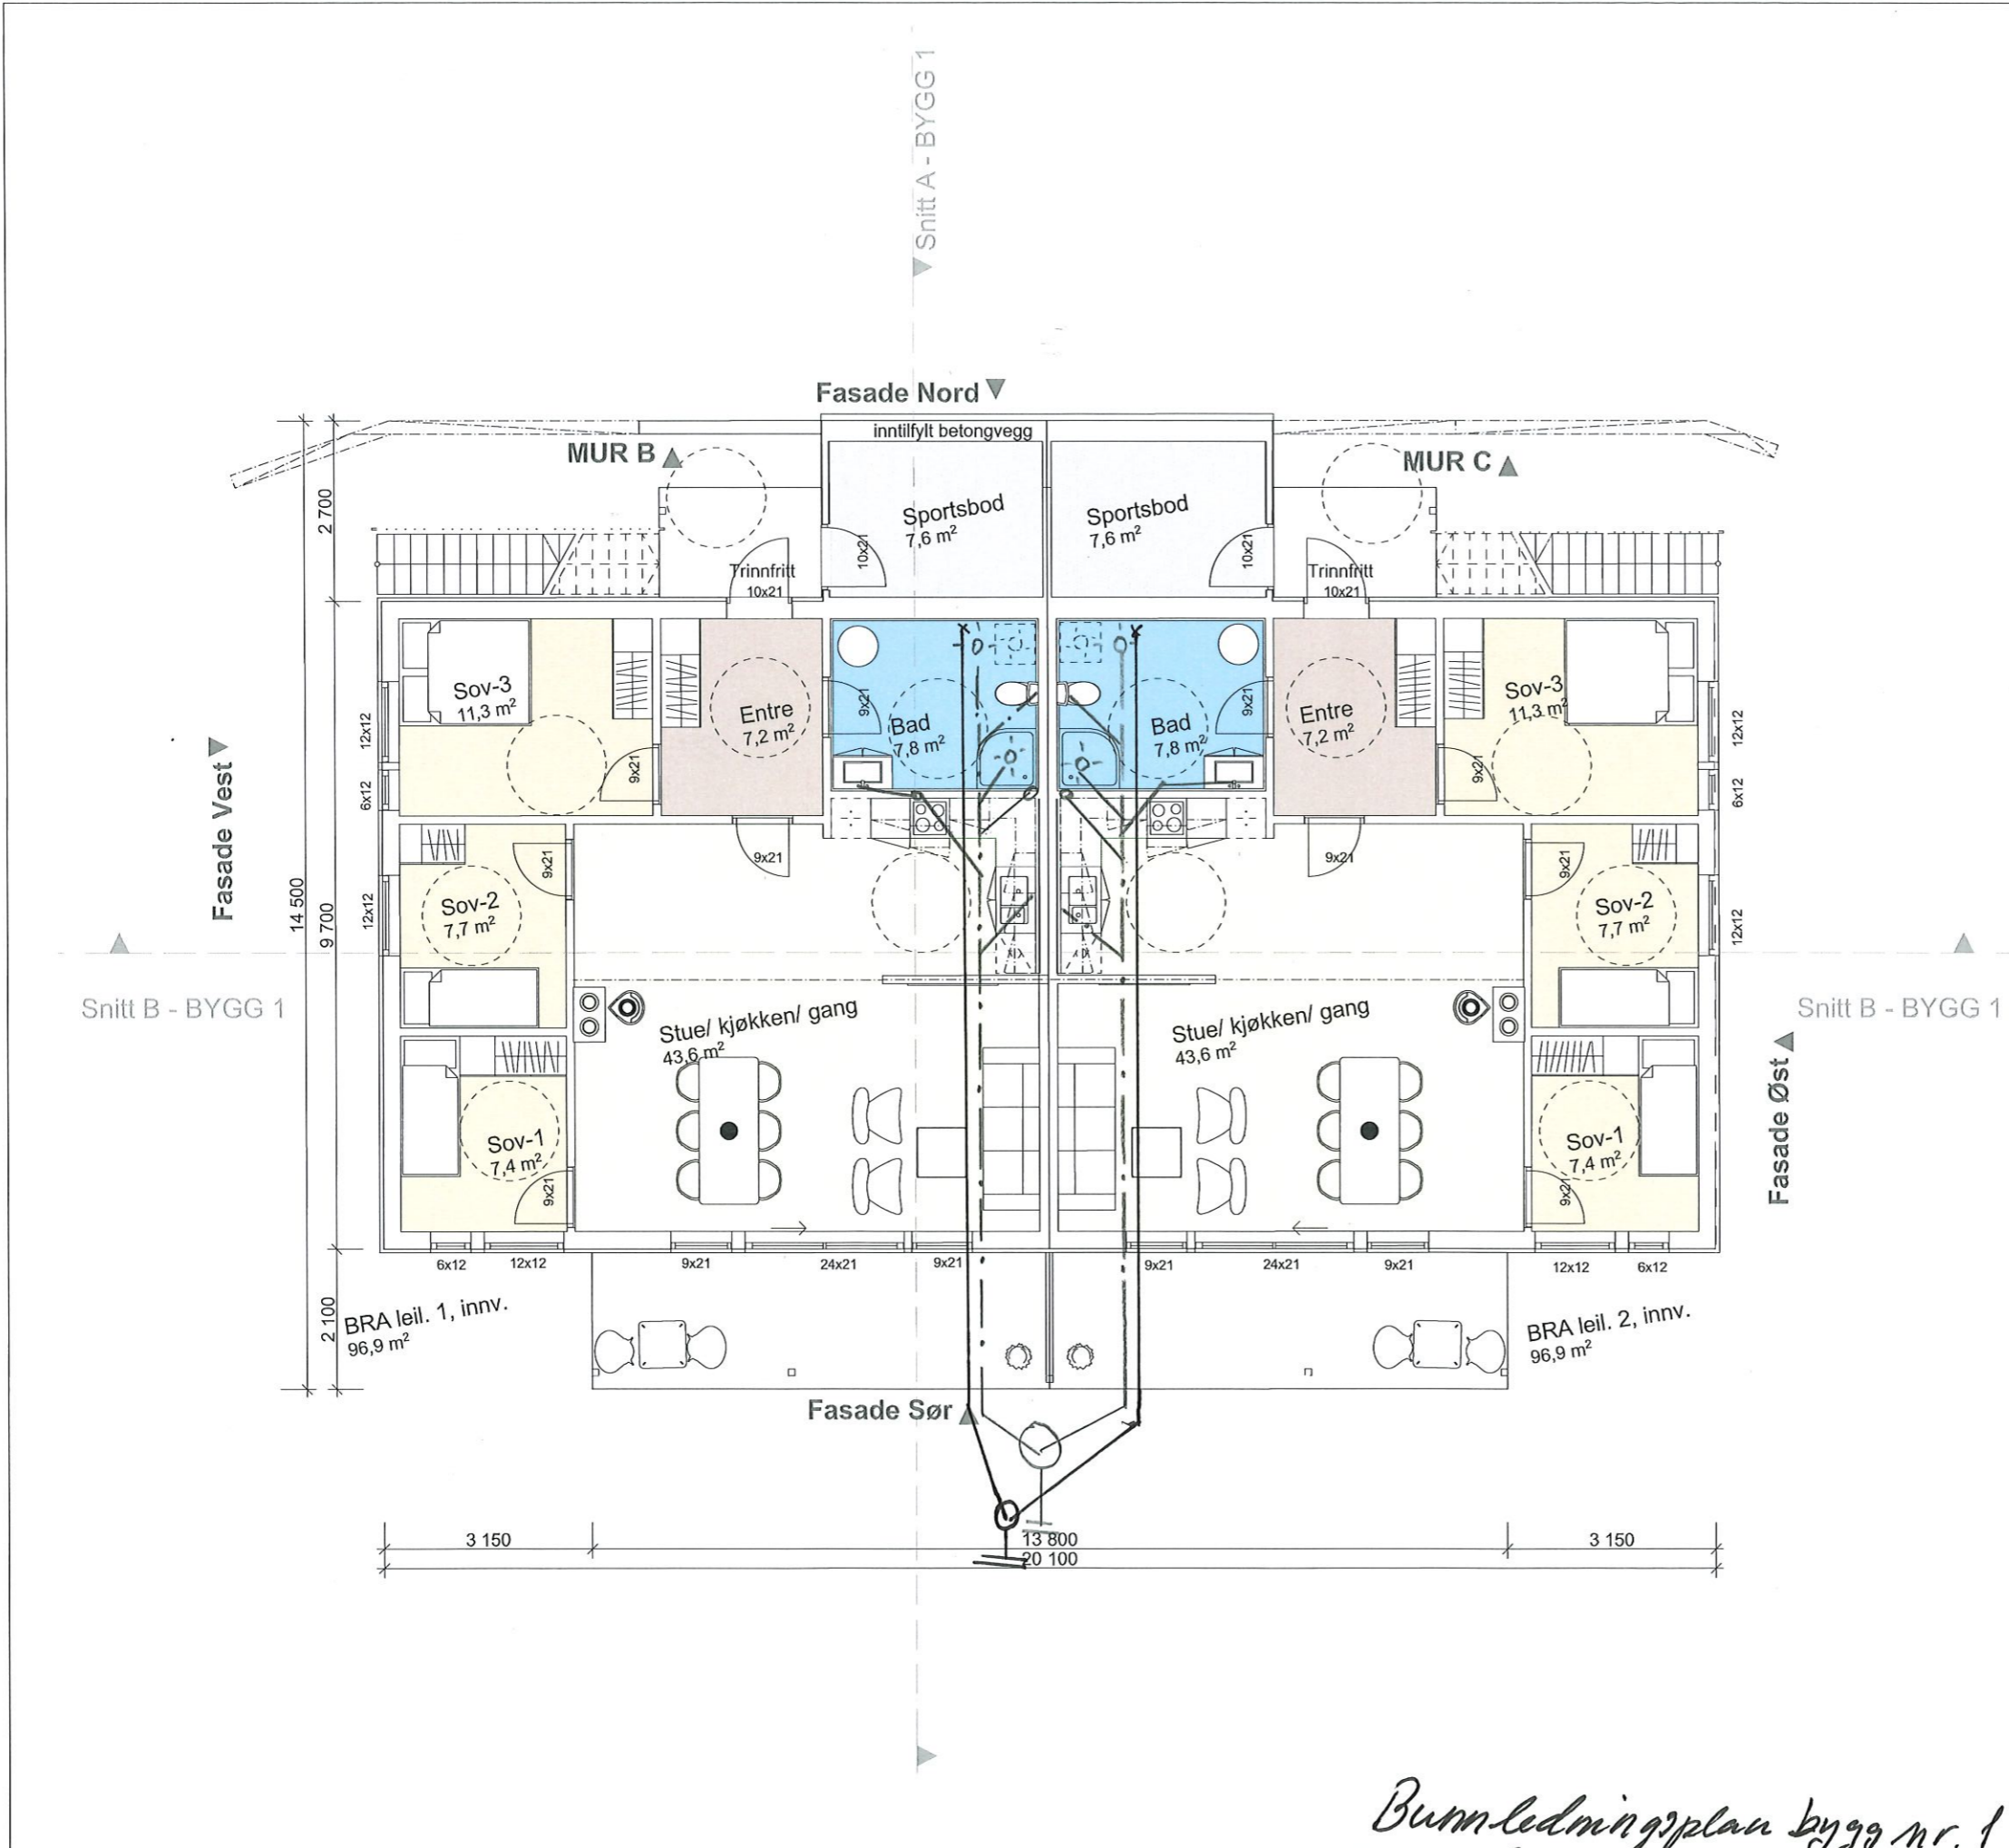 Snitt A - BYGG 1
Fasade Nord
inntilfylt betongvegg
MUR B
MUR C
Sportsbod
7,6 m²
Sportsbod
7,6 m²
10x21
10x21
Trinnfritt
10x21
Trinnfritt
10x21
2 700
14 500
9 700
2 100
Fasade Vest
12x12
6x12
12x12
Sov-3
11,3 m²
9x21
Entre
7,2 m²
9x21
Bad
7,8 m²
Bad
7,8 m²
9x21
Entre
7,2 m²
9x21
Sov-3
11,3 m²
12x12
6x12
12x12
9x21
9x21
Sov-2
7,7 m²
9x21
9x21
Sov-2
7,7 m²
Snitt B - BYGG 1
Snitt B - BYGG 1
Stue/ kjøkken/ gang
43,6 m²
Stue/ kjøkken/ gang
43,6 m²
Sov-1
7,4 m²
9x21
Sov-1
7,4 m²
9x21
Fasade Øst
6x12
12x12
9x21
24x21
9x21
9x21
24x21
9x21
12x12
6x12
BRA leil. 1, innv.
96,9 m²
BRA leil. 2, innv.
96,9 m²
Fasade Sør
3 150
13 800
3 150
20 100
Bunnledningsplan bygg nr. 1